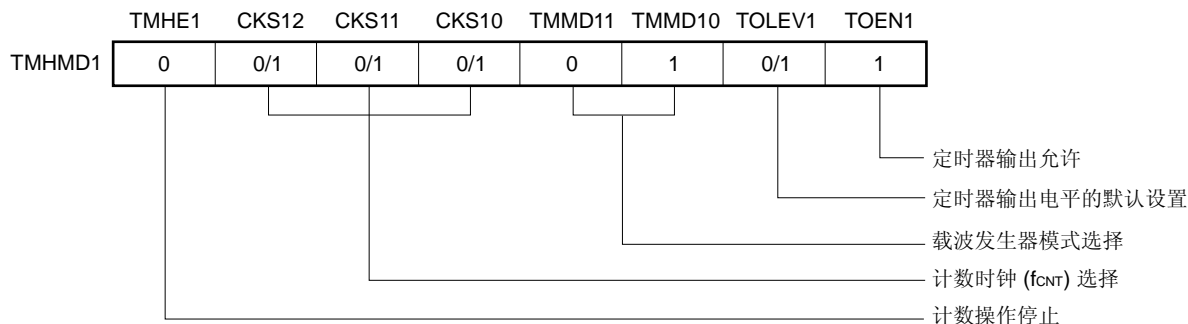 TMHE1 CKS12 CKS11 CKS10 TMMD11 TMMD10 TOLEV1 TOEN1
TMHMD1 0 0/1 0/1 0/1 0 1 0/1 1
定时器输出允许
定时器输出电平的默认设置
载波发生器模式选择
计数时钟 (fCNT) 选择
计数操作停止